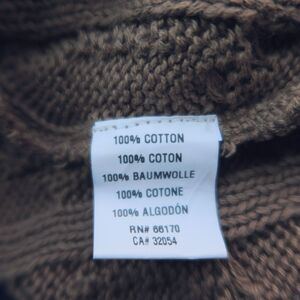 100% COTTON
100% COTON
100% BAUMWOLLE
100% COTONE
100% ALGODÓN
RN# 66170
CA# 32054